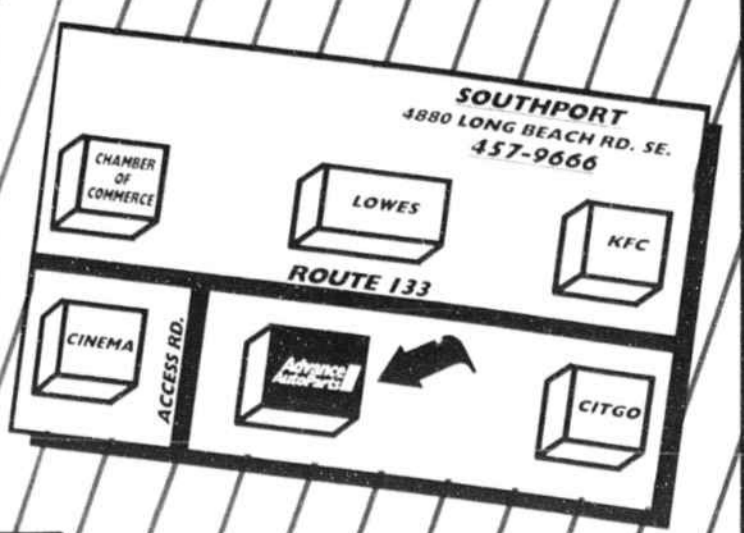 SOUTHPORT
4880 LONG BEACH RD. SE.
457-9666
CHAMBER
OF
COMMERCE
LOWES
KFC
ROUTE 133
CINEMA
ACCESS RD.
Advance
AutoParts
CITGO